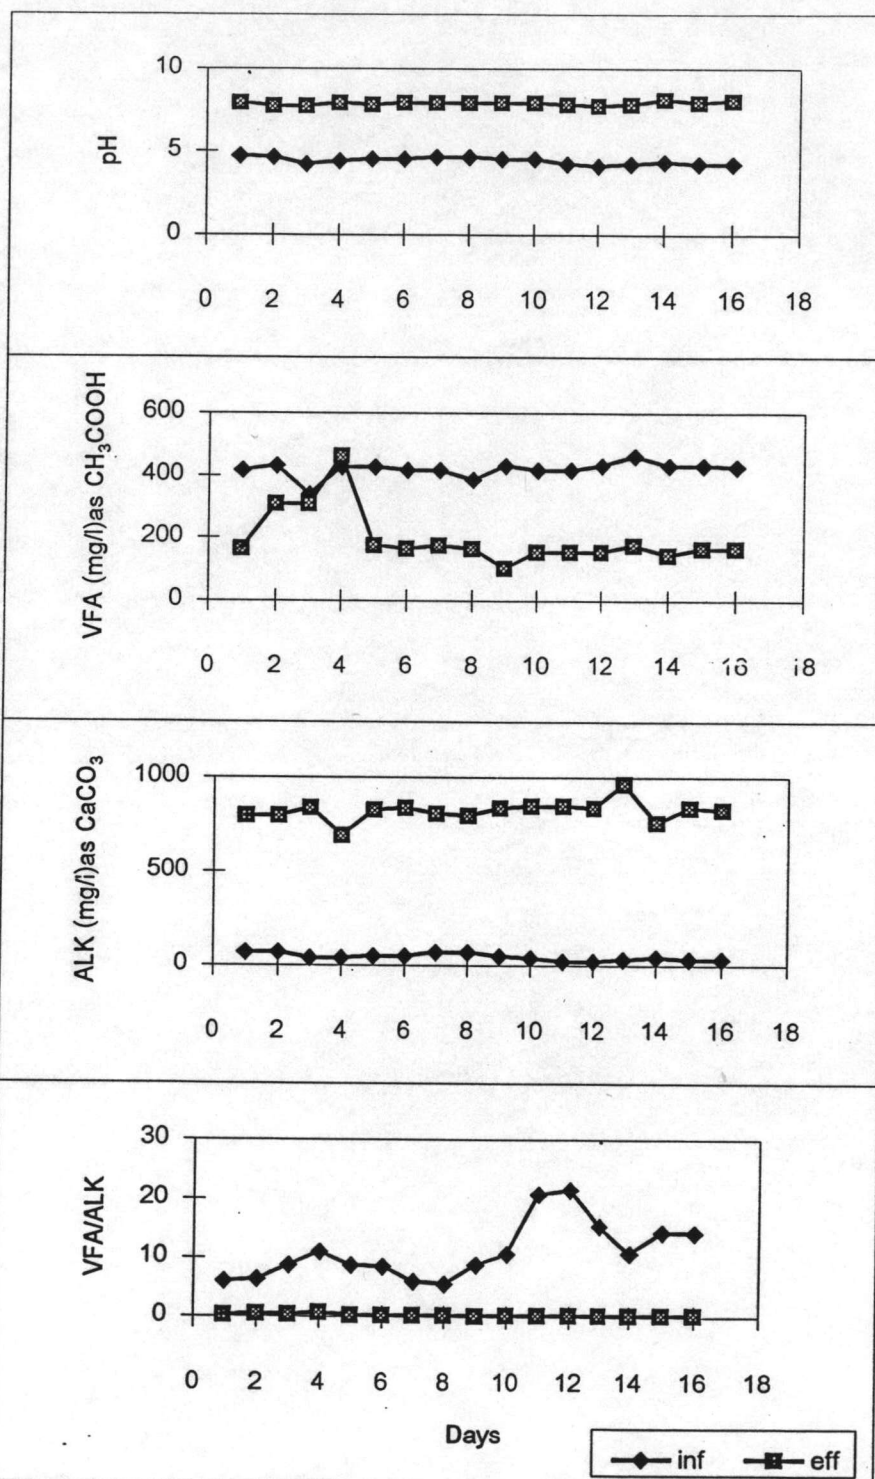 10
5
0
pH
0 2 4 6 8 10 12 14 16 18
600
400
200
0
VFA (mg/l)as CH₃COOH
0 2 4 6 8 10 12 14 16 18
1000
500
0
ALK (mg/l)as CaCO₃
0 2 4 6 8 10 12 14 16 18
30
20
10
0
VFA/ALK
0 2 4 6 8 10 12 14 16 18
Days
inf eff